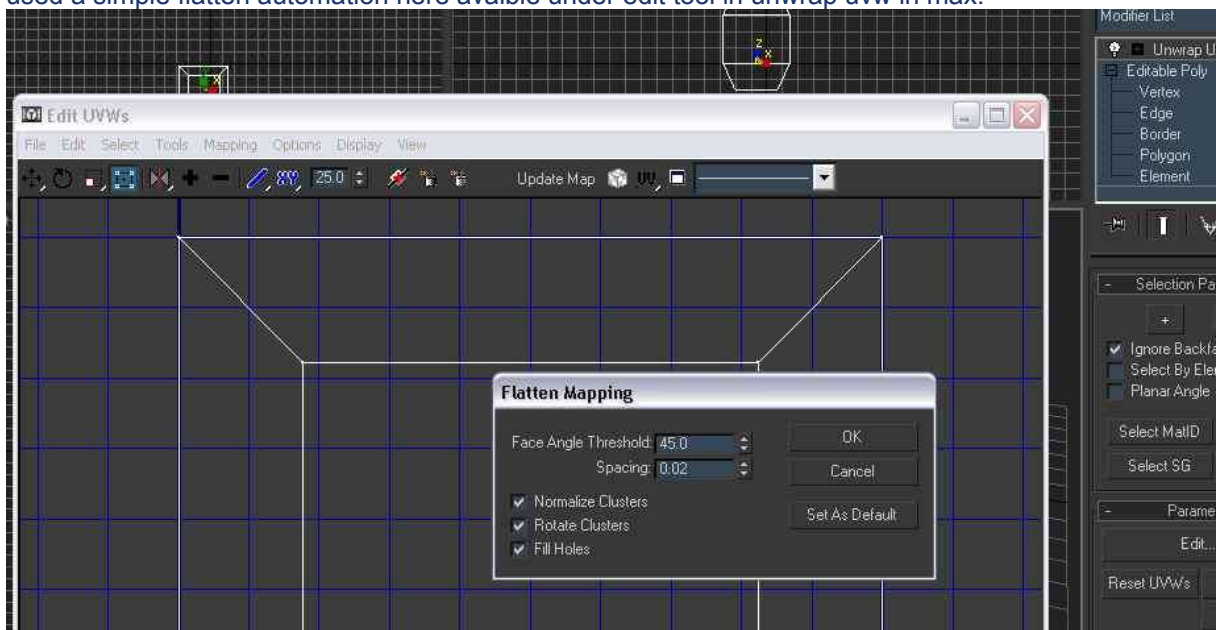 used a simple flatten automation here avaible under edit tool in unwrap uvw in max.
Modifier List
Unwrap U
Editable Poly
Vertex
Edge
Border
Polygon
Element
z
x
Edit UVWs
File Edit Select Tools Mapping Options Display View
XY 25.0 Update Map UV
Flatten Mapping
Face Angle Threshold: 45.0 OK
Spacing: 0.02 Cancel
Normalize Clusters
Rotate Clusters Set As Default
Fill Holes
- Selection Pa
+
Ignore Backfa
Select By Ele
Planar Angle
Select MatID
Select SG
- Parame
Edit...
Reset UVWs